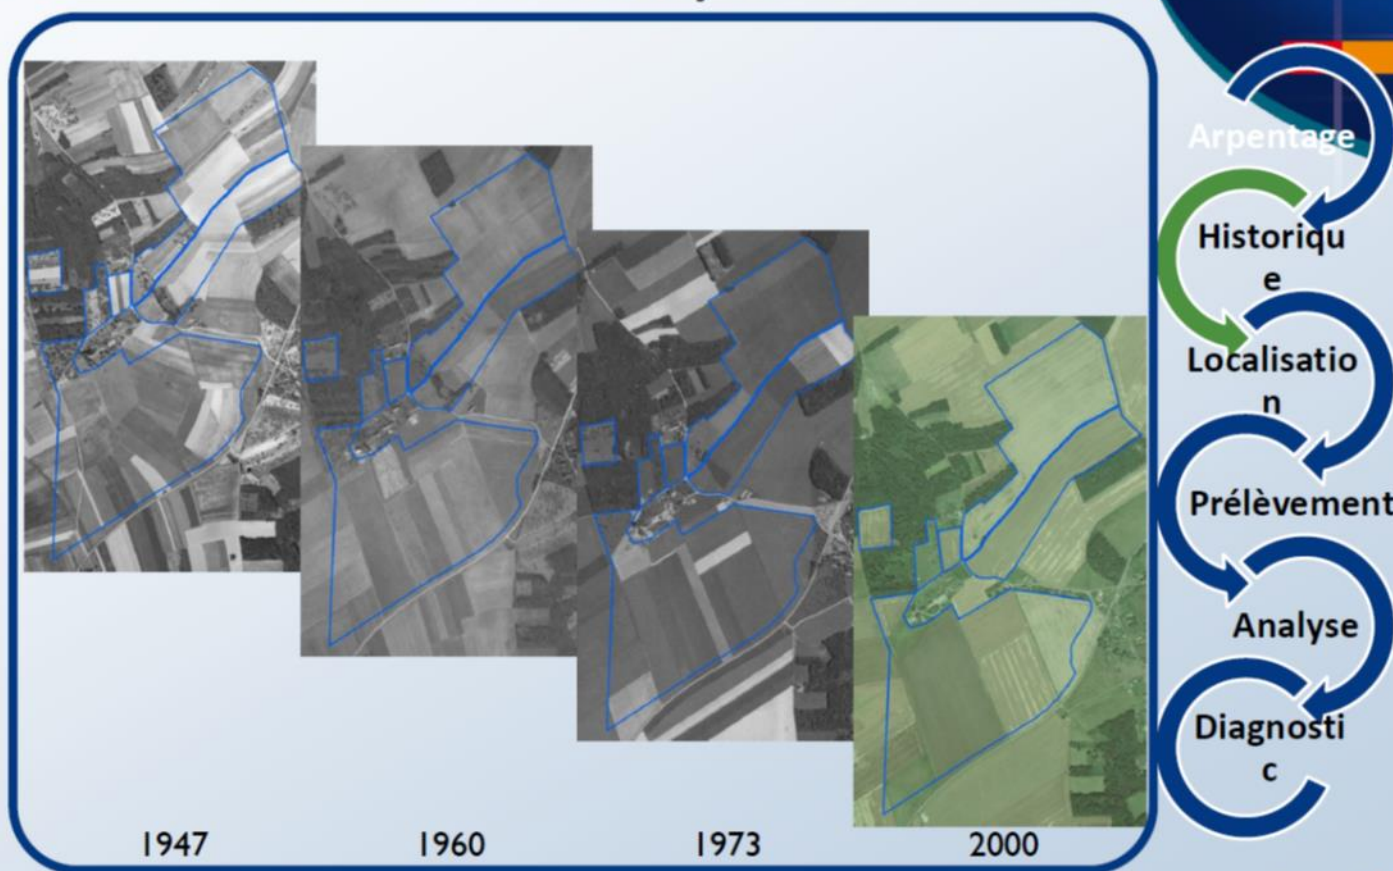 1947
1960
1973
2000
Arpentage
Historiqu
e
Localisatio
n
Prélèvement
Analyse
Diagnosti
c